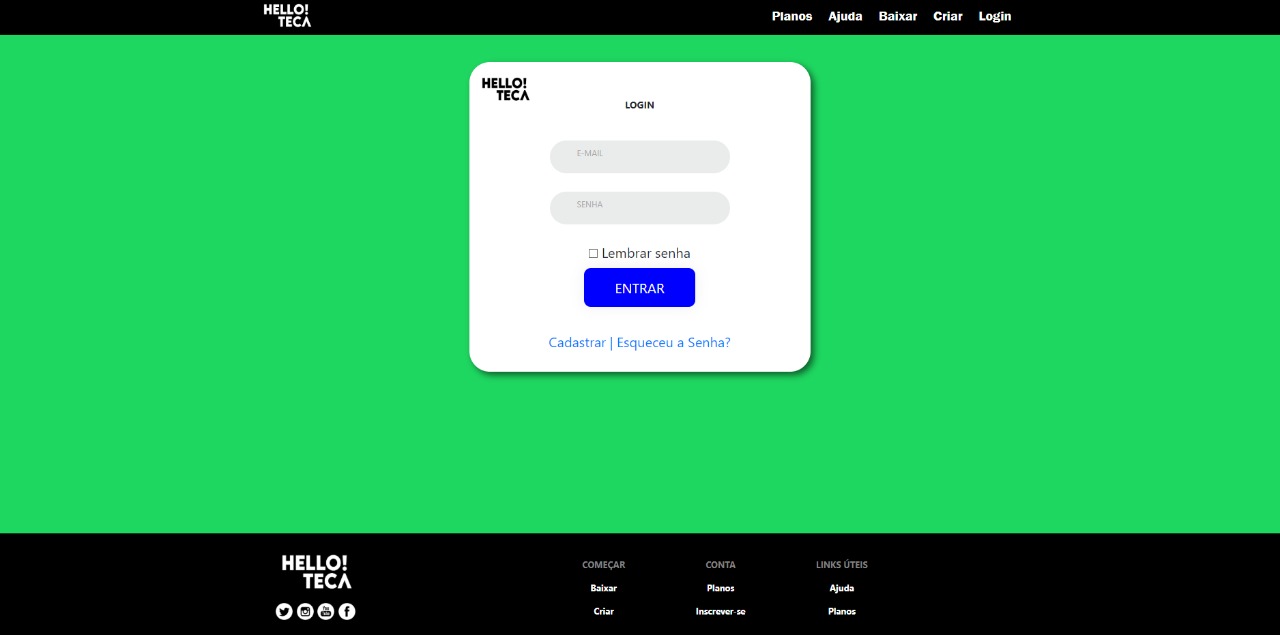 HELLO!
TECA
Planos Ajuda Baixar Criar Login
HELLO!
TECA
LOGIN
E-MAIL
SENHA
Lembrar senha
ENTRAR
Cadastrar | Esqueceu a Senha?
HELLO!
TECA
COMEÇAR CONTA LINKS ÚTEIS
Baixar Planos Ajuda
Criar Inscrever-se Planos